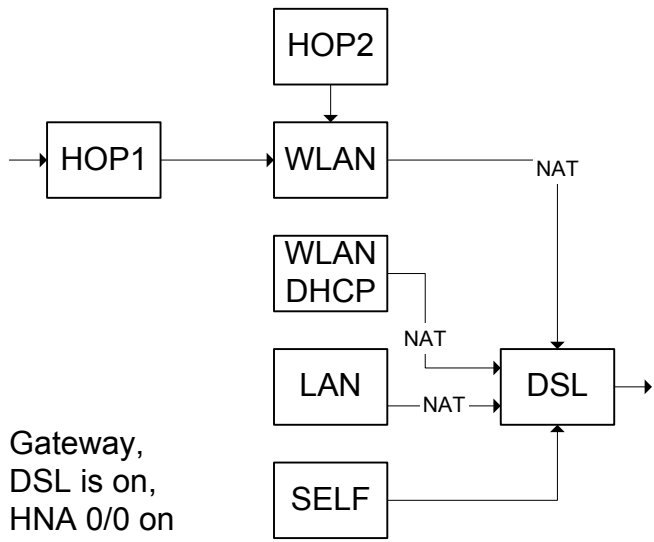 HOP2
HOP1
WLAN
NAT
WLAN
DHCP
NAT
LAN
NAT
DSL
Gateway,
DSL is on,
HNA 0/0 on
SELF